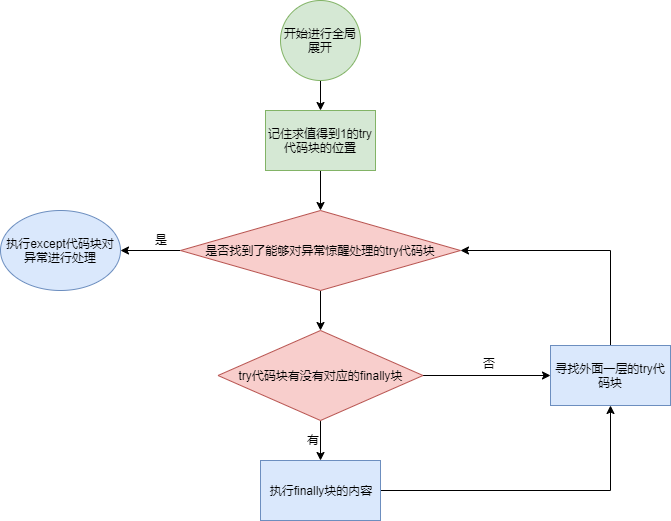 开始进行全局
展开
记住求值得到1的try
代码块的位置
是否找到了能够对异常惊醒处理的try代码块
是
执行except代码块对
异常进行处理
try代码块有没有对应的finally块
否
寻找外面一层的try代
码块
有
执行finally块的内容